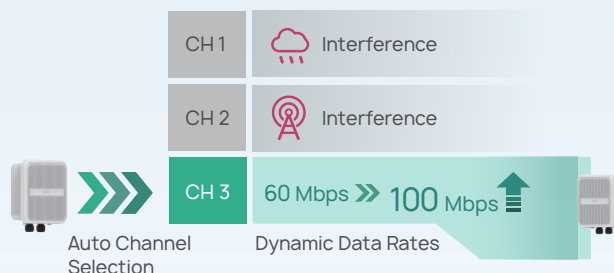 CH 1 Interference
CH 2 Interference
CH 3 60 Mbps 100 Mbps
Auto Channel
Selection
Dynamic Data Rates